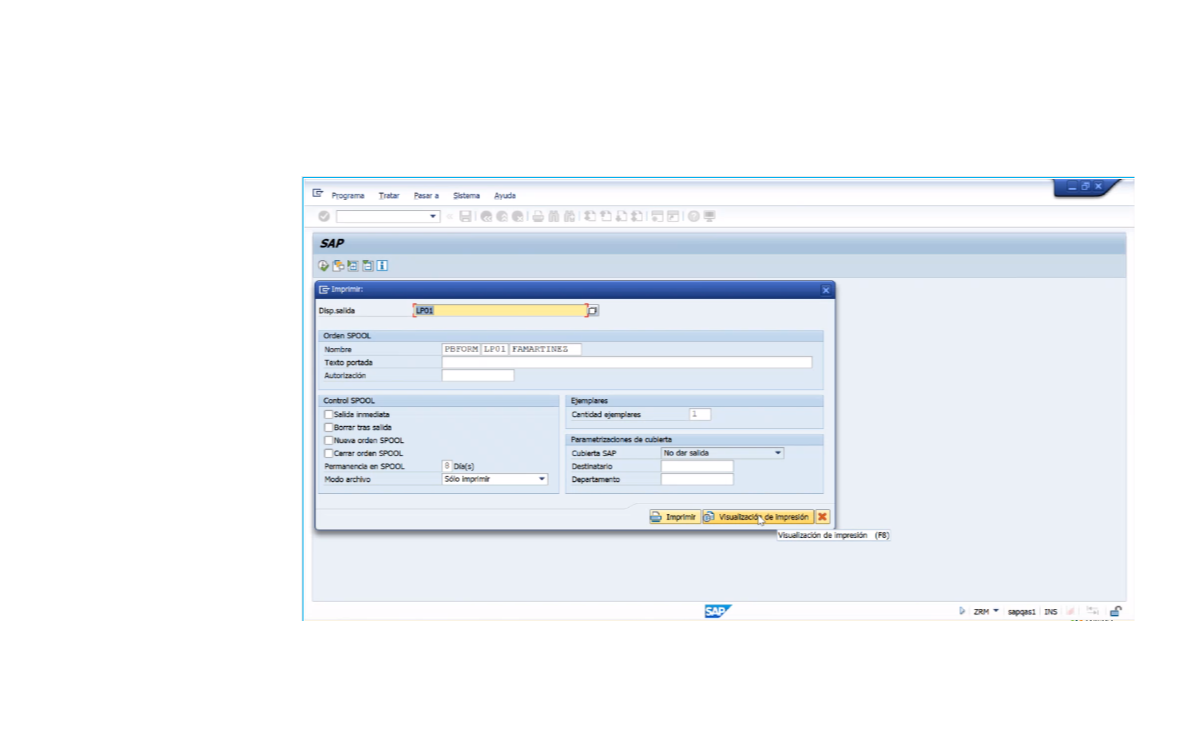 Programa Tratar Pasar a Sistema Ayuda
SAP
Imprimir:
Disp.salida LP01
Orden SPOOL
Nombre PBFORM LP01 FAMARTINEZ
Texto portada
Autorización
Control SPOOL
Salida inmediata
Borrar tras salida
Nueva orden SPOOL
Cerrar orden SPOOL
Permanencia en SPOOL 8 Día(s)
Modo archivo Sólo imprimir
Ejemplares
Cantidad ejemplares 1
Parametrizaciones de cubierta
Cubierta SAP No dar salida
Destinatario
Departamento
Imprimir Visualización de impresión
Visualización de impresión (F8)
SAP ZRM sapqas1 INS